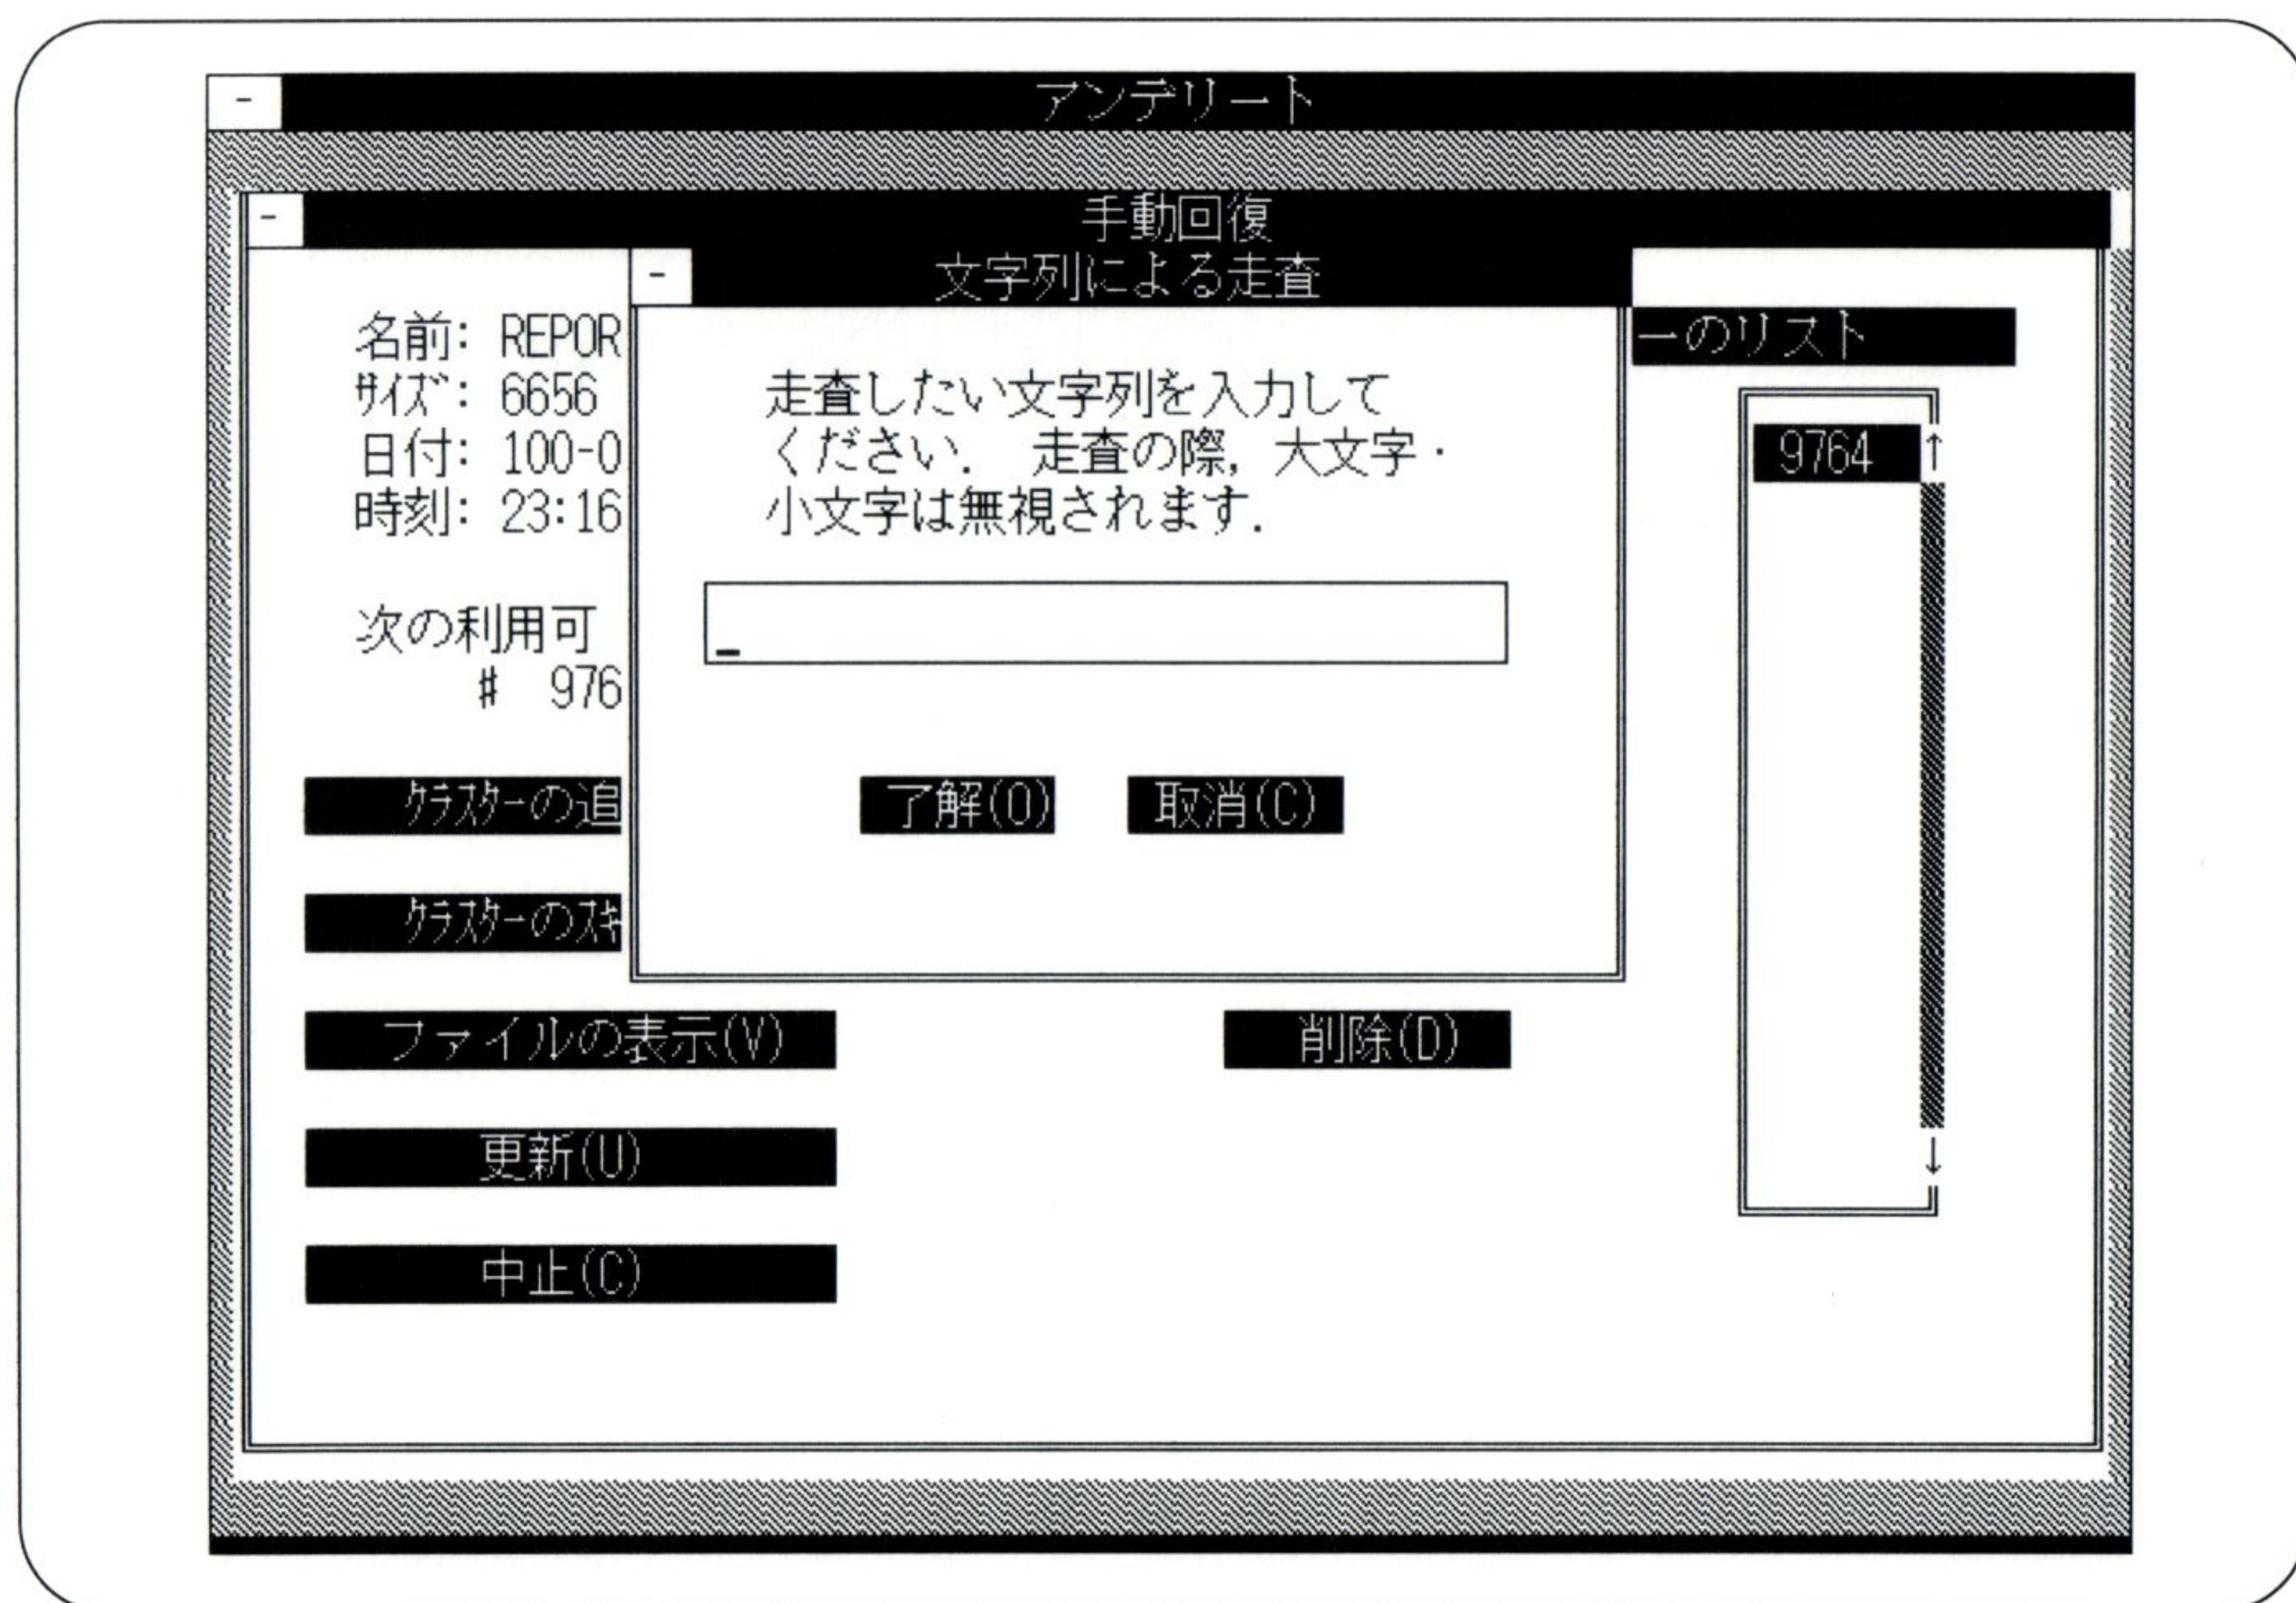 アンデリート
手動回復
文字列による走査
名前: REPOR
ｻｲｽﾞ: 6656
日付: 100-0
時刻: 23:16
次の利用可
# 976
ーのリスト
9764
走査したい文字列を入力して
ください. 走査の際, 大文字・
小文字は無視されます.
了解(O) 取消(C)
ｸﾗｽﾀｰの追
ｸﾗｽﾀｰのｽｷ
ファイルの表示(V)
削除(D)
更新(U)
中止(C)